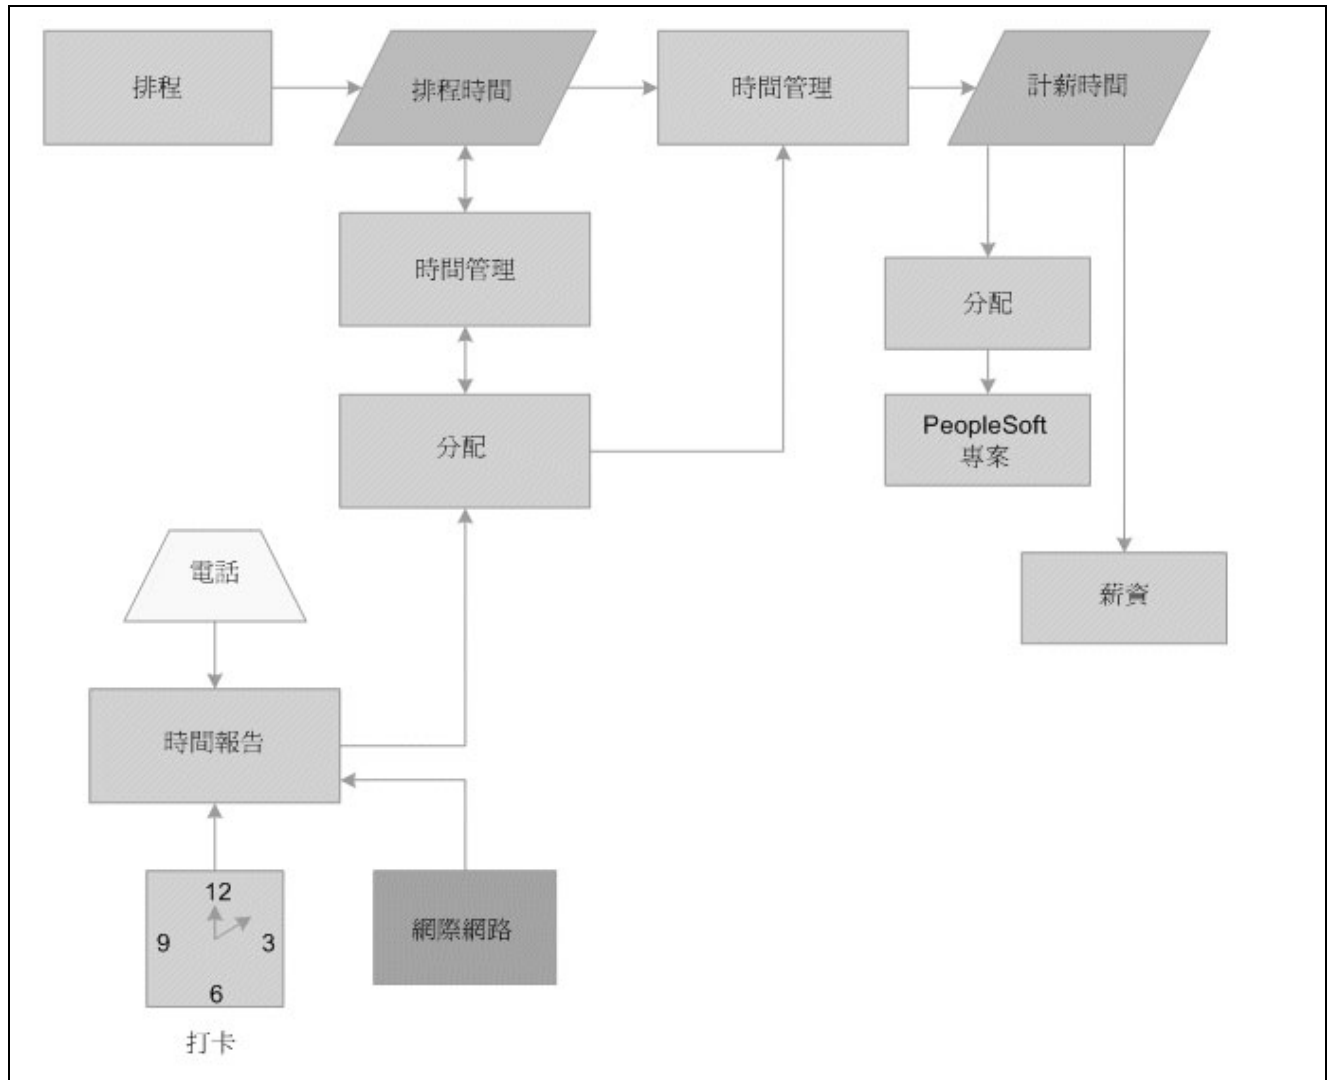 排程
排程時間
時間管理
計薪時間
時間管理
分配
分配
PeopleSoft
專案
電話
薪資
時間報告
12
9
3
6
網際網路
打卡